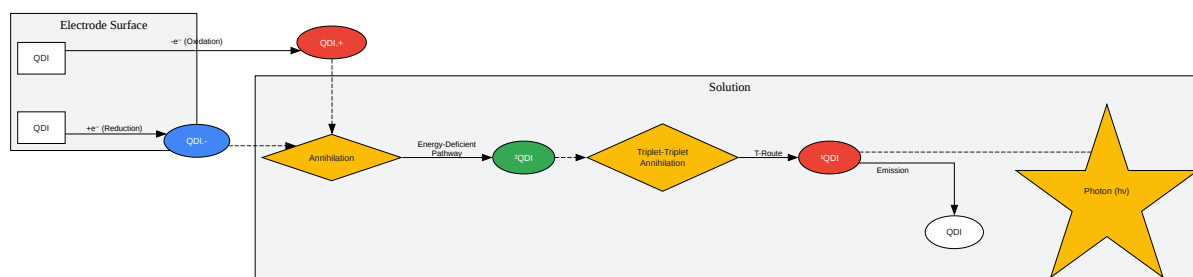 Electrode Surface
QDI
-e⁻ (Oxidation)
QDI.+
QDI
+e⁻ (Reduction)
QDI.-
Solution
Annihilation
Energy-Deficient
Pathway
³QDI
Triplet-Triplet
Annihilation
T-Route
¹QDI
Emission
QDI
Photon (hν)